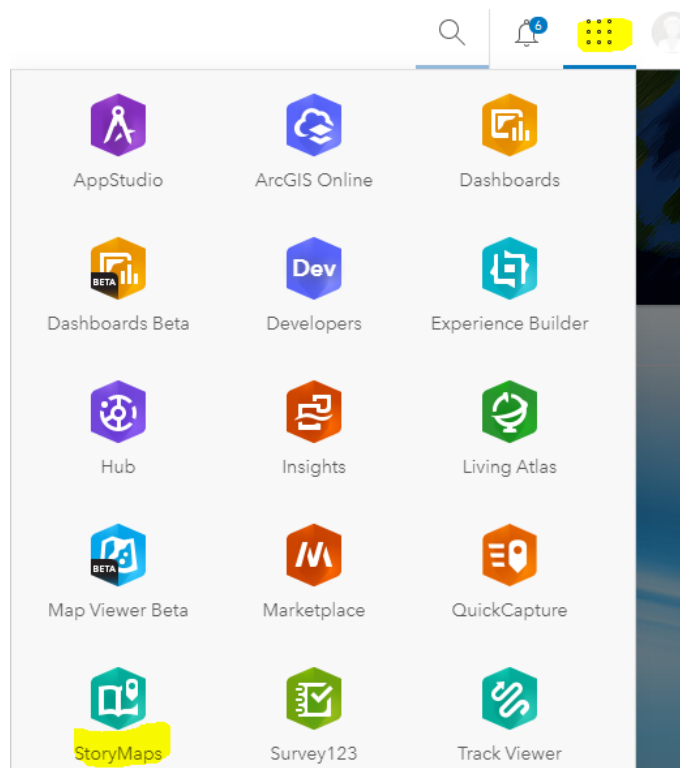 6
AppStudio
ArcGIS Online
Dashboards
BETA
Dashboards Beta
Dev
Developers
Experience Builder
Hub
Insights
Living Atlas
BETA
Map Viewer Beta
Marketplace
QuickCapture
StoryMaps
Survey123
Track Viewer